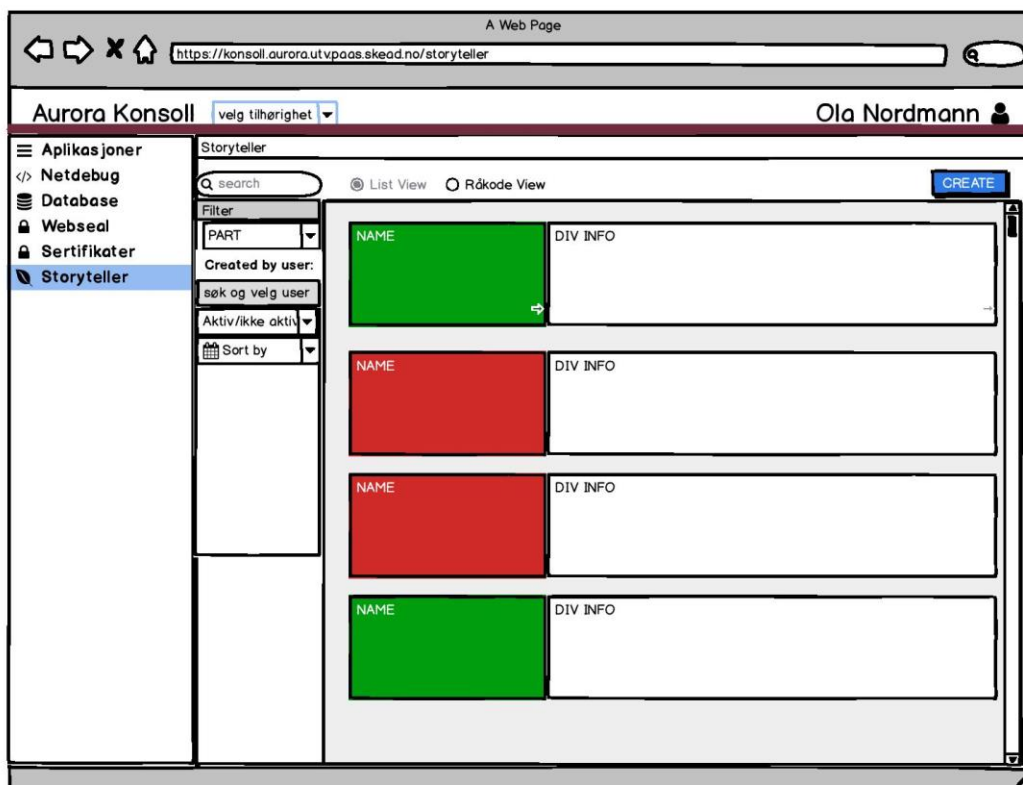 A Web Page
https://konsoll.aurora.utvpaas.skead.no/storyteller
Aurora Konsoll velg tilhørighet Ola Nordmann
Aplikasjoner
Netdebug
Database
Webseal
Sertifikater
Storyteller
Storyteller
search
List View Råkode View CREATE
Filter
PART
Created by user:
søk og velg user
Aktiv/ikke aktiv
Sort by
NAME DIV INFO
NAME DIV INFO
NAME DIV INFO
NAME DIV INFO